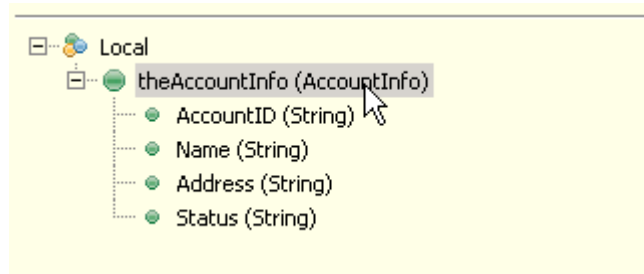 Local
theAccountInfo (AccountInfo)
AccountID (String)
Name (String)
Address (String)
Status (String)